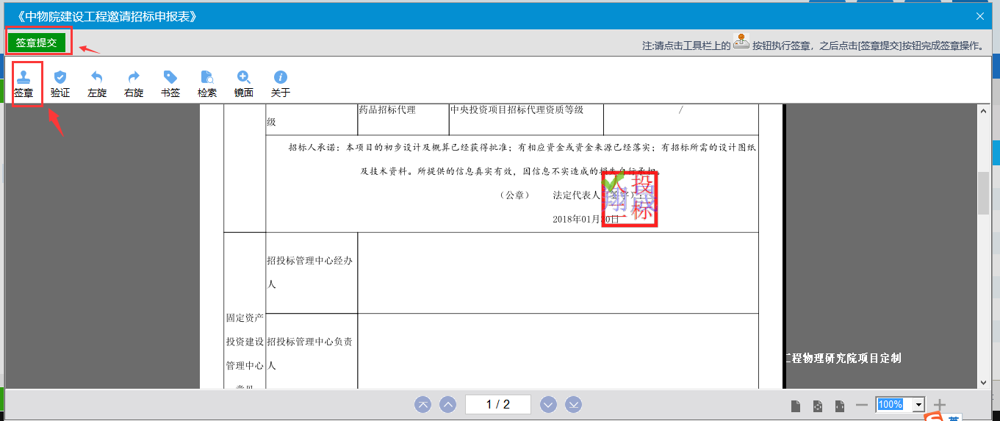 《中物院建设工程邀请招标申报表》
签章提交
注:请点击工具栏上的 按钮执行签章，之后点击[签章提交]按钮完成签章操作。
签章 验证 左旋 右旋 书签 检索 镜面 关于
级 药品招标代理 中央投资项目招标代理资质等级 /
招标人承诺：本项目的初步设计及概算已经获得批准；有相应资金或资金来源已经落实；有招标所需的设计图纸
及技术资料。所提供的信息真实有效，因信息不实造成的损失自行承担。
（公章） 法定代表人（签字）：
2018年01月30日
投标人二
招投标管理中心经办
人
固定资产
投资建设
管理中心
意见
招投标管理中心负责
人
工程物理研究院项目定制
1 / 2
100%
英